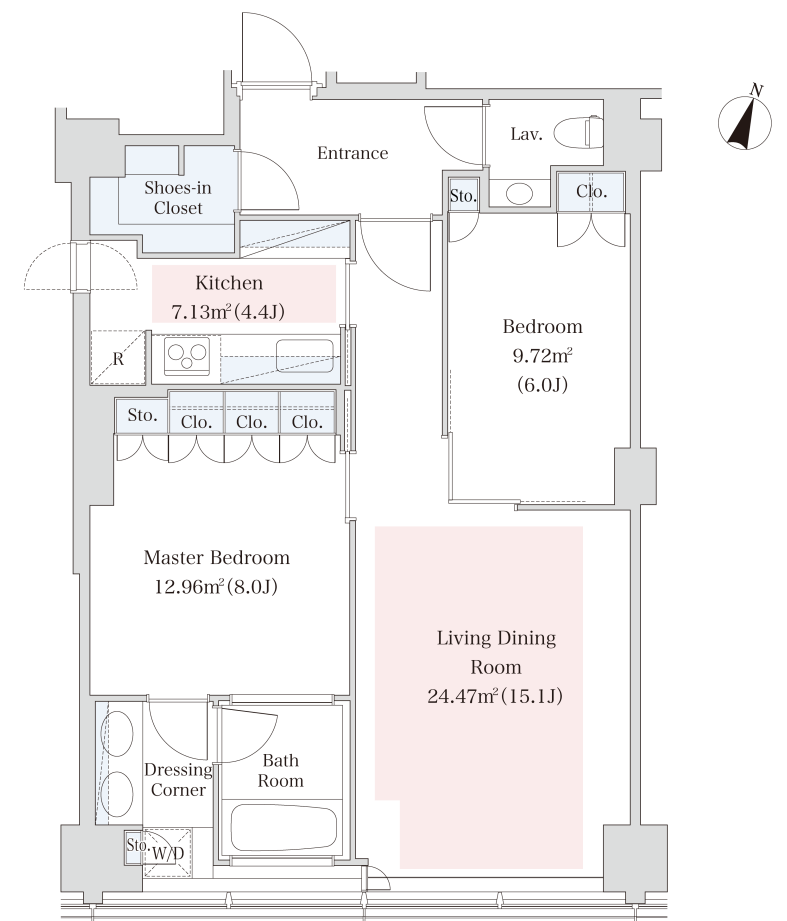 N
Entrance
Lav.
Shoes-in
Closet
Sto.
Clo.
Kitchen
7.13m²(4.4J)
R
Bedroom
9.72m²
(6.0J)
Sto.
Clo.
Clo.
Clo.
Master Bedroom
12.96m²(8.0J)
Living Dining
Room
24.47m²(15.1J)
Dressing
Corner
Bath
Room
Sto.
W/D